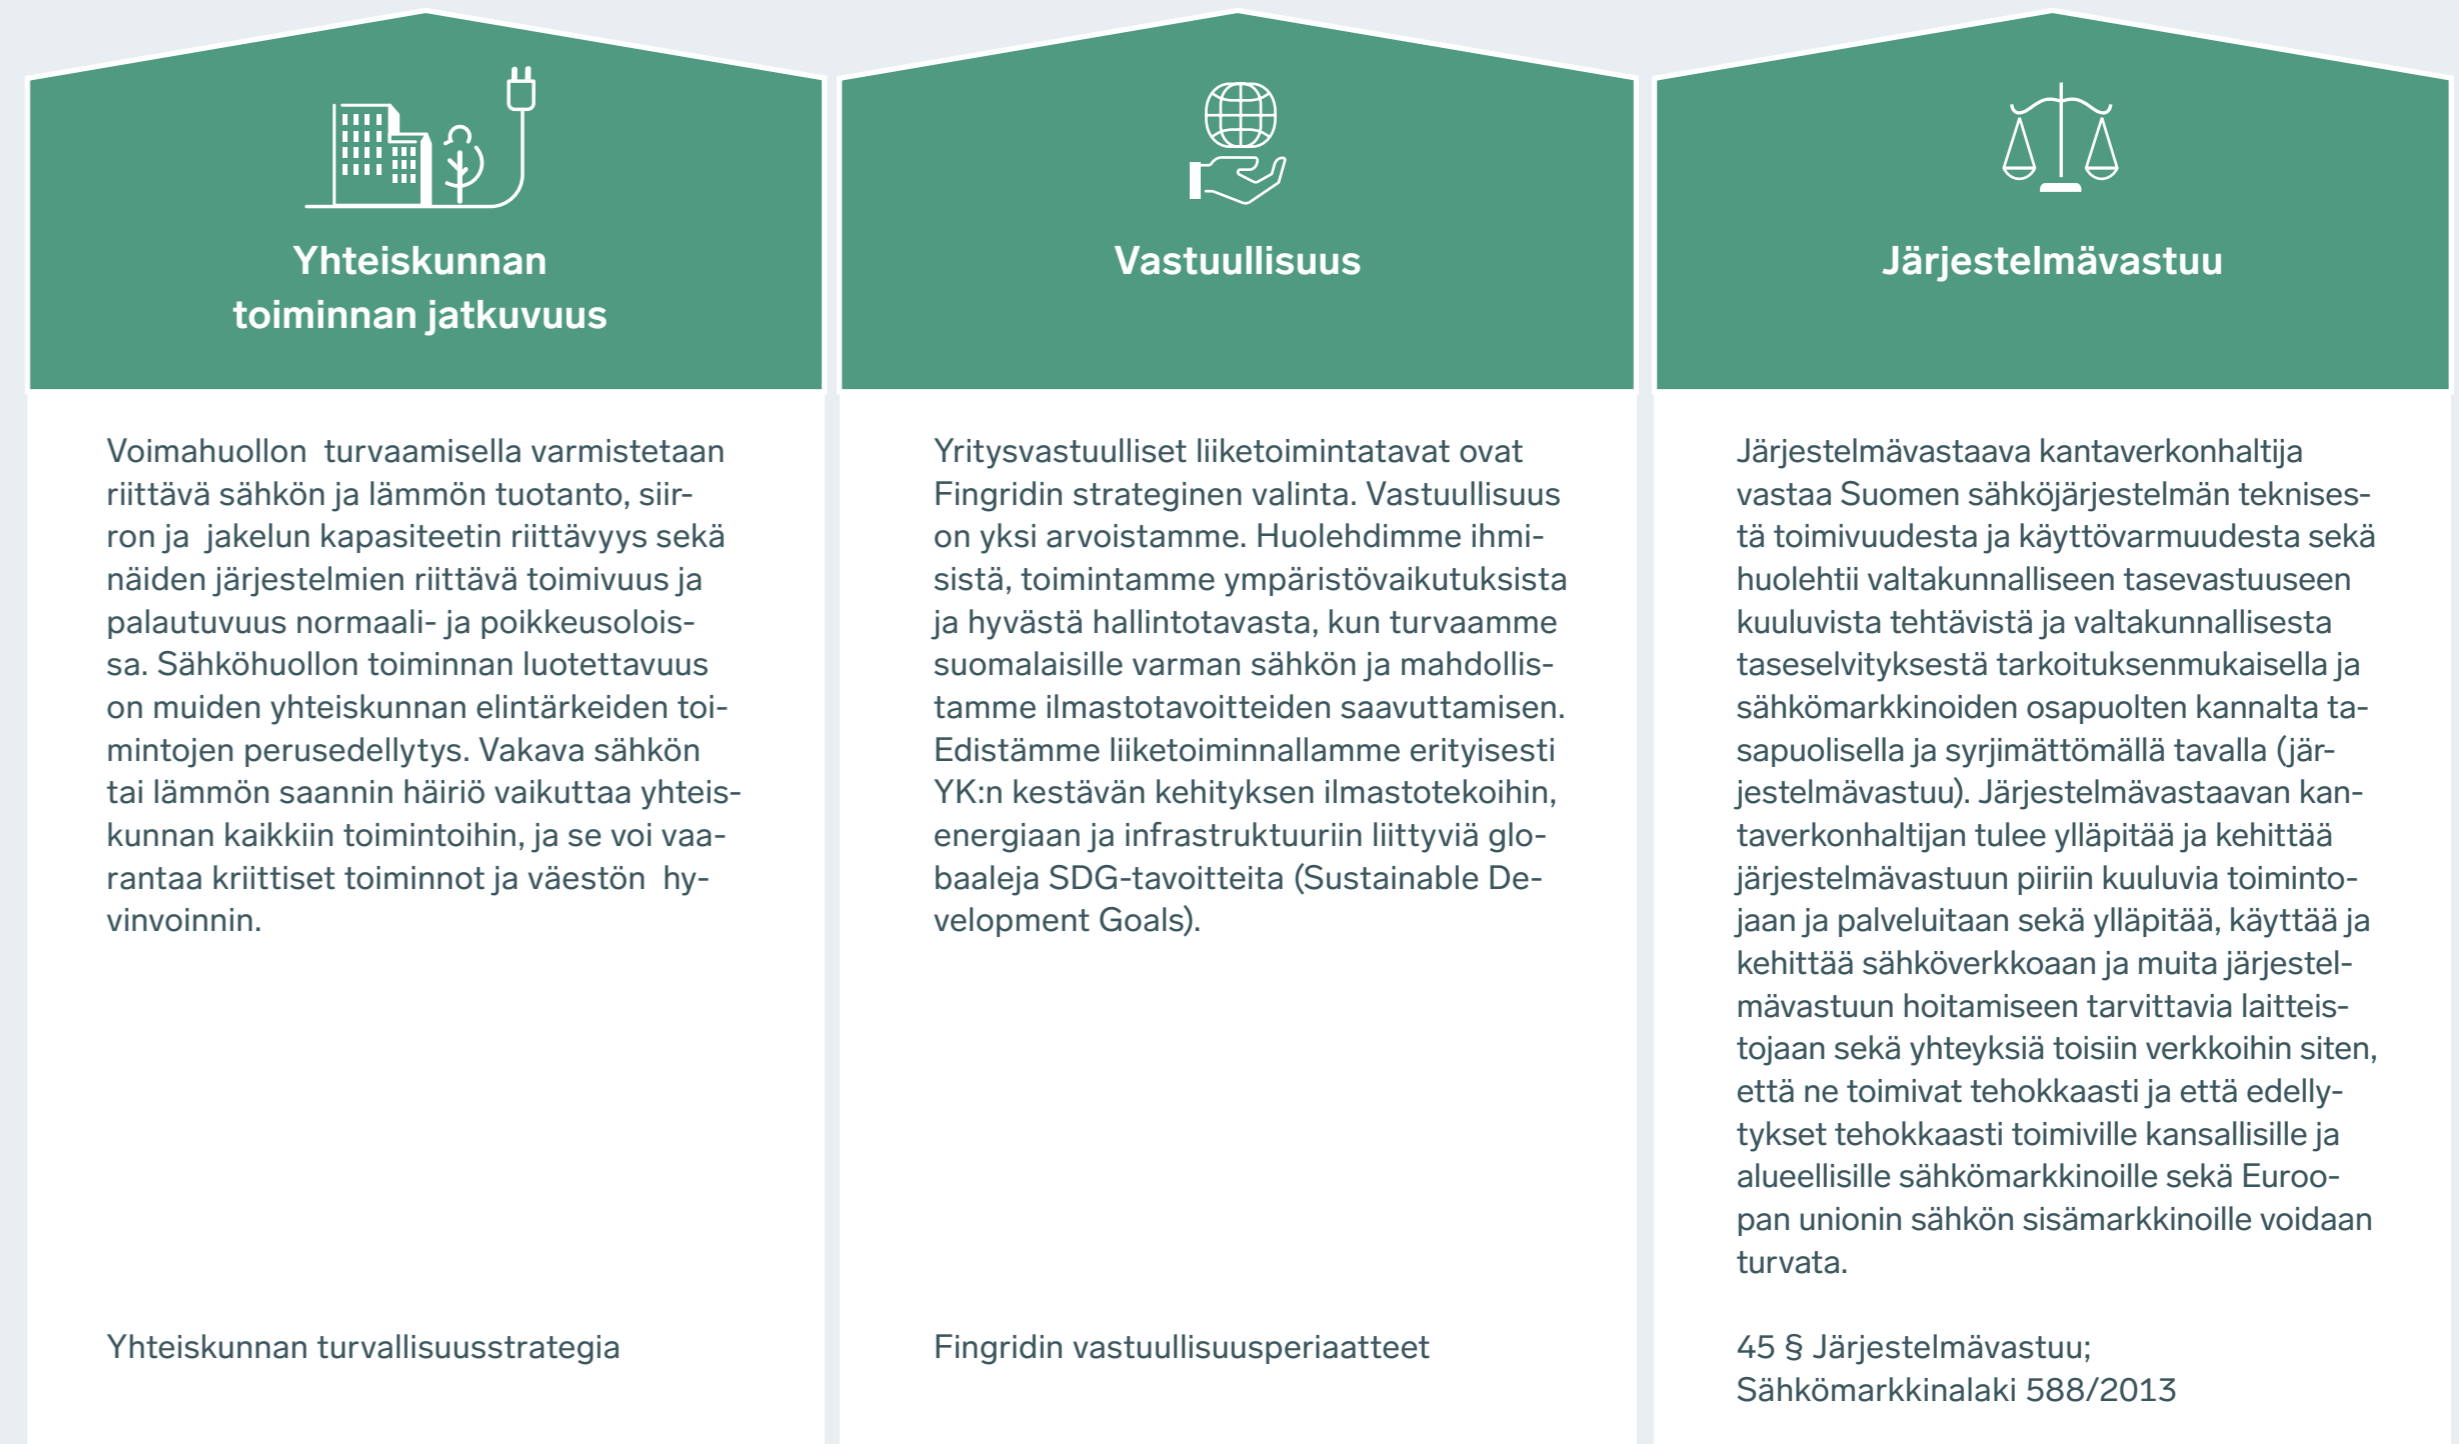 Yhteiskunnan
toiminnan jatkuvuus
Voimahuollon turvaamisella varmistetaan
riittävä sähkön ja lämmön tuotanto, siir-
ron ja jakelun kapasiteetin riittävyys sekä
näiden järjestelmien riittävä toimivuus ja
palautuvuus normaali- ja poikkeusolois-
sa. Sähköhuollon toiminnan luotettavuus
on muiden yhteiskunnan elintärkeiden toi-
mintojen perusedellytys. Vakava sähkön
tai lämmön saannin häiriö vaikuttaa yhteis-
kunnan kaikkiin toimintoihin, ja se voi vaa-
rantaa kriittiset toiminnot ja väestön hy-
vinvoinnin.
Yhteiskunnan turvallisuusstrategia
Vastuullisuus
Yritysvastuulliset liiketoimintatavat ovat
Fingridin strateginen valinta. Vastuullisuus
on yksi arvoistamme. Huolehdimme ihmi-
sistä, toimintamme ympäristövaikutuksista
ja hyvästä hallintotavasta, kun turvaamme
suomalaisille varman sähkön ja mahdollis-
tamme ilmastotavoitteiden saavuttamisen.
Edistämme liiketoiminnallamme erityisesti
YK:n kestävän kehityksen ilmastotekoihin,
energiaan ja infrastruktuuriin liittyviä glo-
baaleja SDG-tavoitteita (Sustainable De-
velopment Goals).
Fingridin vastuullisuusperiaatteet
Järjestelmävastuu
Järjestelmävastaava kantaverkonhaltija
vastaa Suomen sähköjärjestelmän teknises-
tä toimivuudesta ja käyttövarmuudesta sekä
huolehtii valtakunnalliseen tasevastuuseen
kuuluvista tehtävistä ja valtakunnallisesta
taseselvityksestä tarkoituksenmukaisella ja
sähkömarkkinoiden osapuolten kannalta ta-
sapuolisella ja syrjimättömällä tavalla (jär-
jestelmävastuu). Järjestelmävastaavan kan-
taverkonhaltijan tulee ylläpitää ja kehittää
järjestelmävastuun piiriin kuuluvia toiminto-
jaan ja palveluitaan sekä ylläpitää, käyttää ja
kehittää sähköverkkoaan ja muita järjestel-
mävastuun hoitamiseen tarvittavia laitteis-
tojaan sekä yhteyksiä toisiin verkkoihin siten,
että ne toimivat tehokkaasti ja että edelly-
tykset tehokkaasti toimiville kansallisille ja
alueellisille sähkömarkkinoille sekä Euroo-
pan unionin sähkön sisämarkkinoille voidaan
turvata.
45 § Järjestelmävastuu;
Sähkömarkkinalaki 588/2013